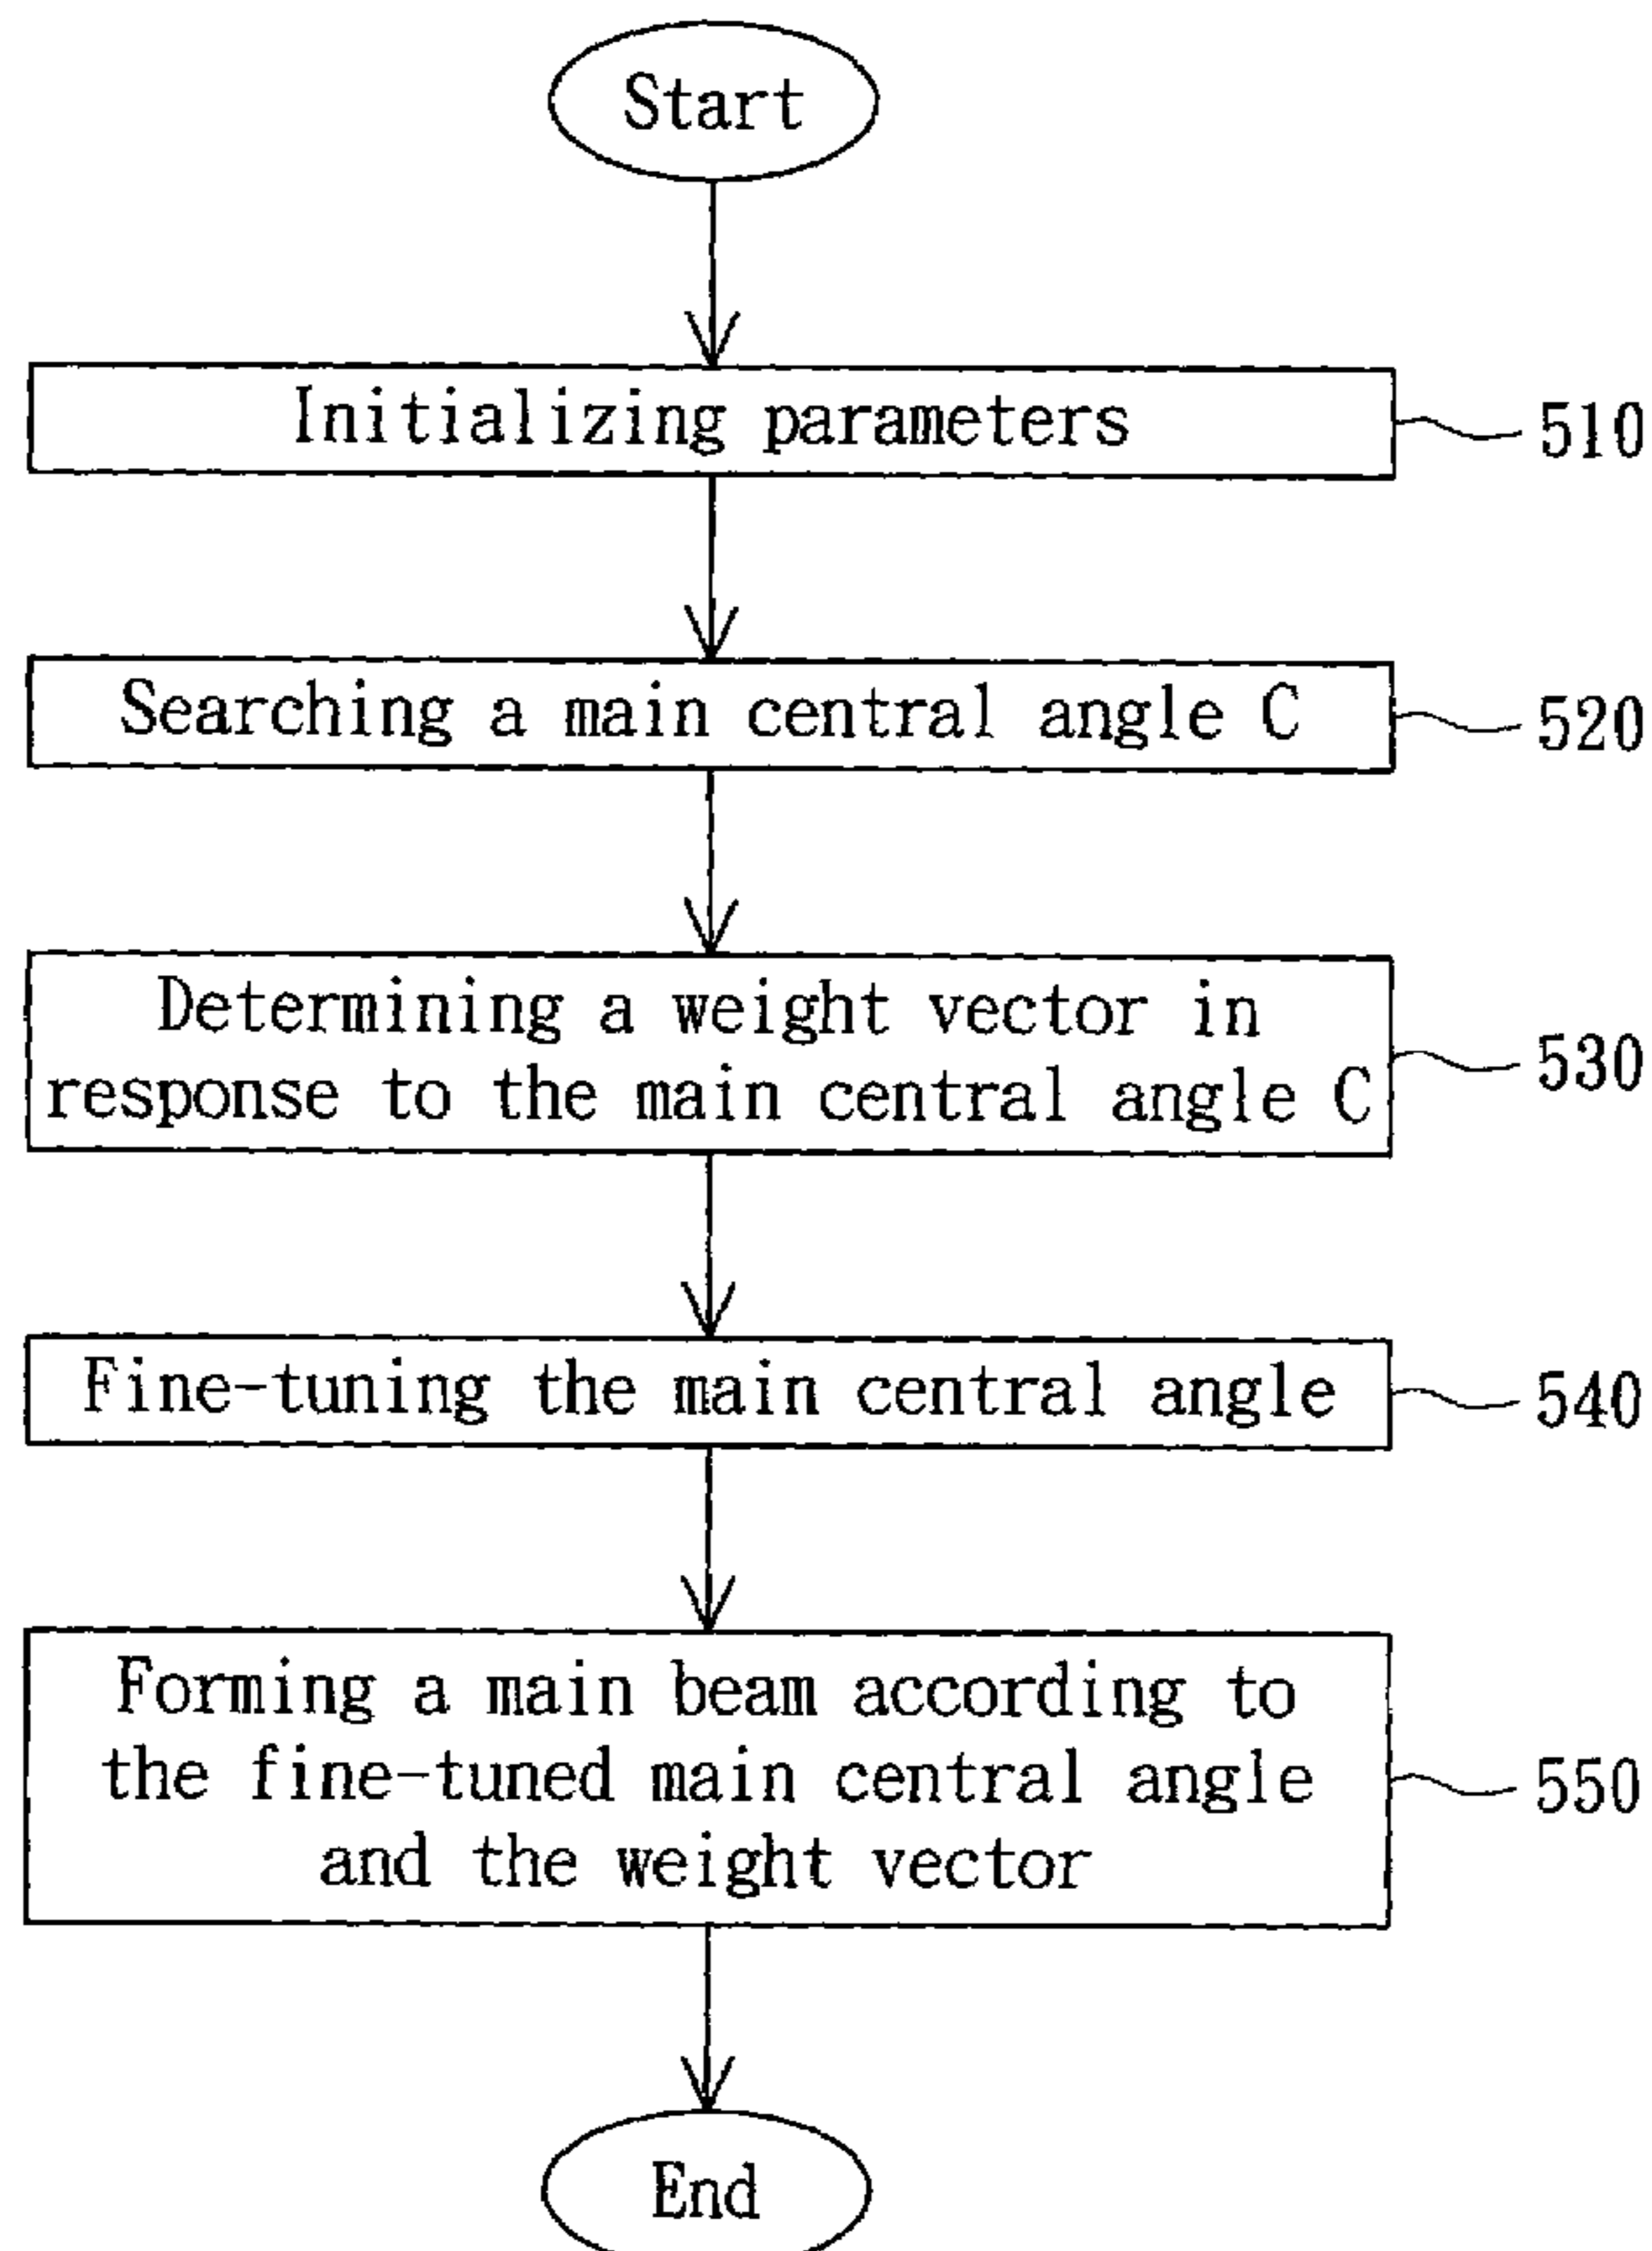 Start
Initializing parameters
510
Searching a main central angle C
520
Determining a weight vector in
response to the main central angle C
530
Fine-tuning the main central angle
540
Forming a main beam according to
the fine-tuned main central angle
and the weight vector
550
End